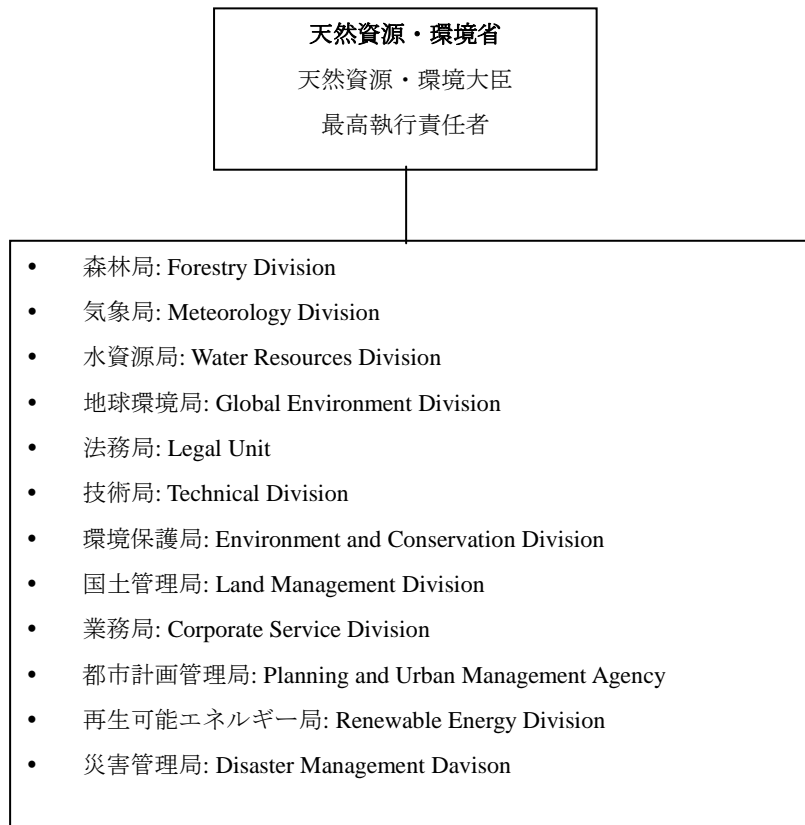 天然資源・環境省
天然資源・環境大臣
最高執行責任者
• 森林局: Forestry Division
• 気象局: Meteorology Division
• 水資源局: Water Resources Division
• 地球環境局: Global Environment Division
• 法務局: Legal Unit
• 技術局: Technical Division
• 環境保護局: Environment and Conservation Division
• 国土管理局: Land Management Division
• 業務局: Corporate Service Division
• 都市計画管理局: Planning and Urban Management Agency
• 再生可能エネルギー局: Renewable Energy Division
• 災害管理局: Disaster Management Davison